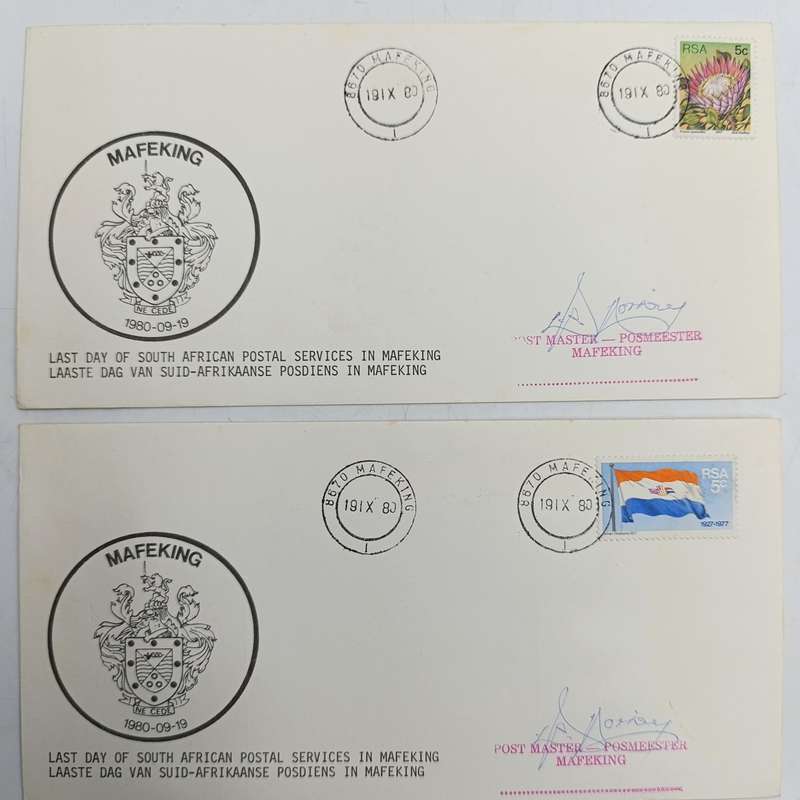 8670 MAFEKING
19 IX 80
1
8670 MAFEKING
19 IX 80
1
RSA 5c
MAFEKING
NE CEDE
1980-09-19
POST MASTER — POSMEESTER
MAFEKING
LAST DAY OF SOUTH AFRICAN POSTAL SERVICES IN MAFEKING
LAASTE DAG VAN SUID-AFRIKAANSE POSDIENS IN MAFEKING
8670 MAFEKING
19 IX 80
1
8670 MAFEKING
19 IX 80
1
RSA
5c
1927-1977
MAFEKING
NE CEDE
1980-09-19
POST MASTER — POSMEESTER
MAFEKING
LAST DAY OF SOUTH AFRICAN POSTAL SERVICES IN MAFEKING
LAASTE DAG VAN SUID-AFRIKAANSE POSDIENS IN MAFEKING